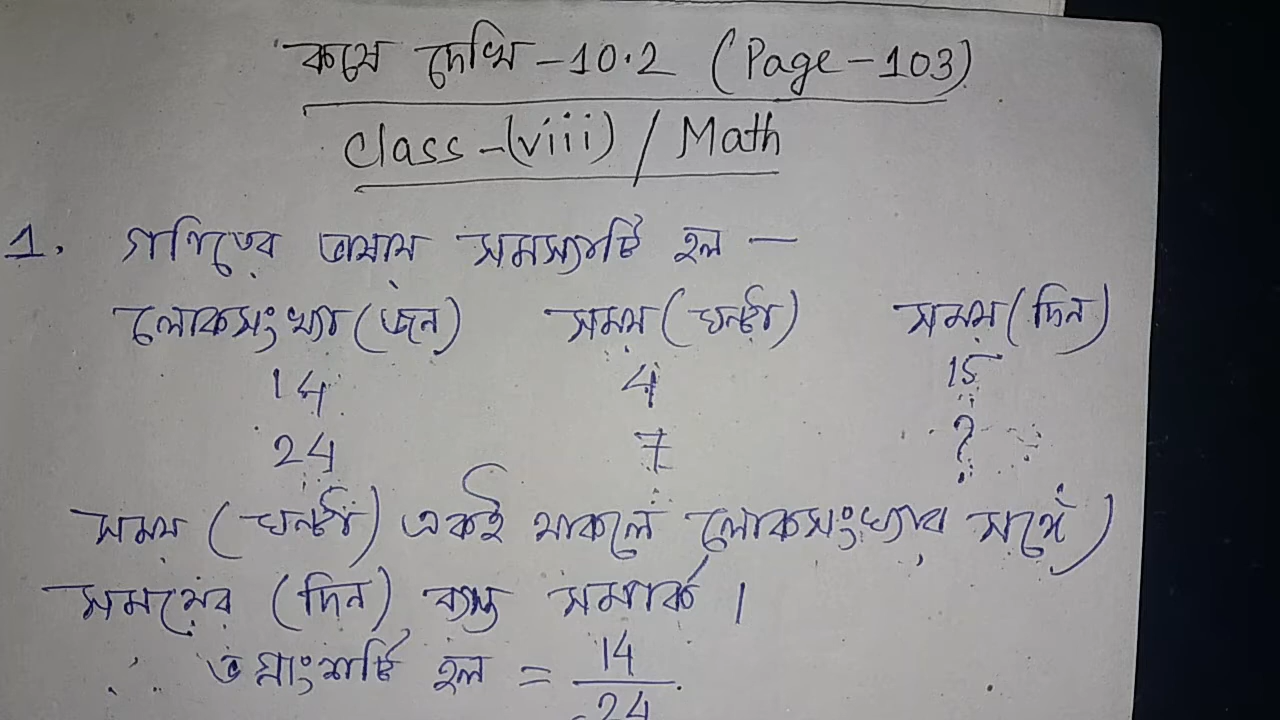 কষে দেখি -10.2 (Page-103)
Class-(viii) / Math
1. গণিতের ভাষায় সমস্যাটি হল —
লোকসংখ্যা (জন) সময় (ঘন্টা) সময় (দিন)
14 4 15
24 7 ?
সময় (ঘন্টা) একই থাকলে লোকসংখ্যার সঙ্গে
সময়ের (দিন) ব্যস্ত সম্পর্ক ।
∴ ভগ্নাংশটি হল = 14
24